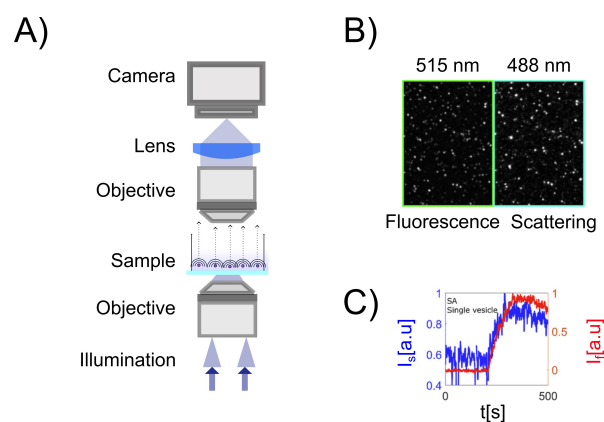 A)
Camera
Lens
Objective
Sample
Objective
Illumination
B)
515 nm 488 nm
Fluorescence Scattering
C)
SA
Single vesicle
I_s[a.u]
1
0.8
0.6
0.4
I_f[a.u]
1
0.5
0
0 500
t[s]